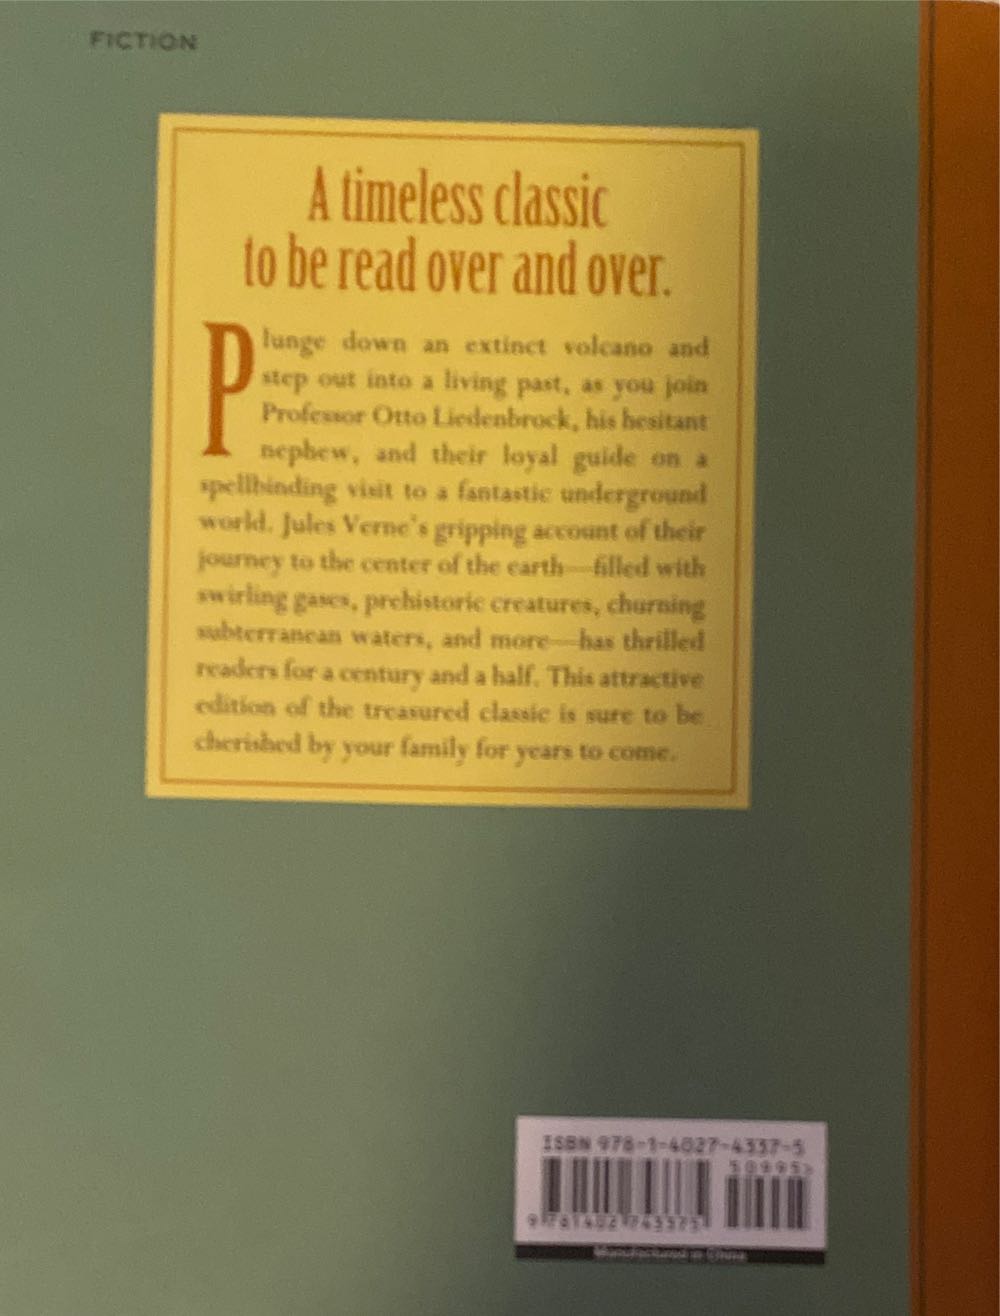 FICTION
A timeless classic
to be read over and over.
Plunge down an extinct volcano and
step out into a living past, as you join
Professor Otto Liedenbrock, his hesitant
nephew, and their loyal guide on a
spellbinding visit to a fantastic underground
world. Jules Verne's gripping account of their
journey to the center of the earth—filled with
swirling gases, prehistoric creatures, churning
subterranean waters, and more—has thrilled
readers for a century and a half. This attractive
edition of the treasured classic is sure to be
cherished by your family for years to come.
ISBN 978-1-4027-4337-5
50995>
9 781402 743375
Manufactured in China